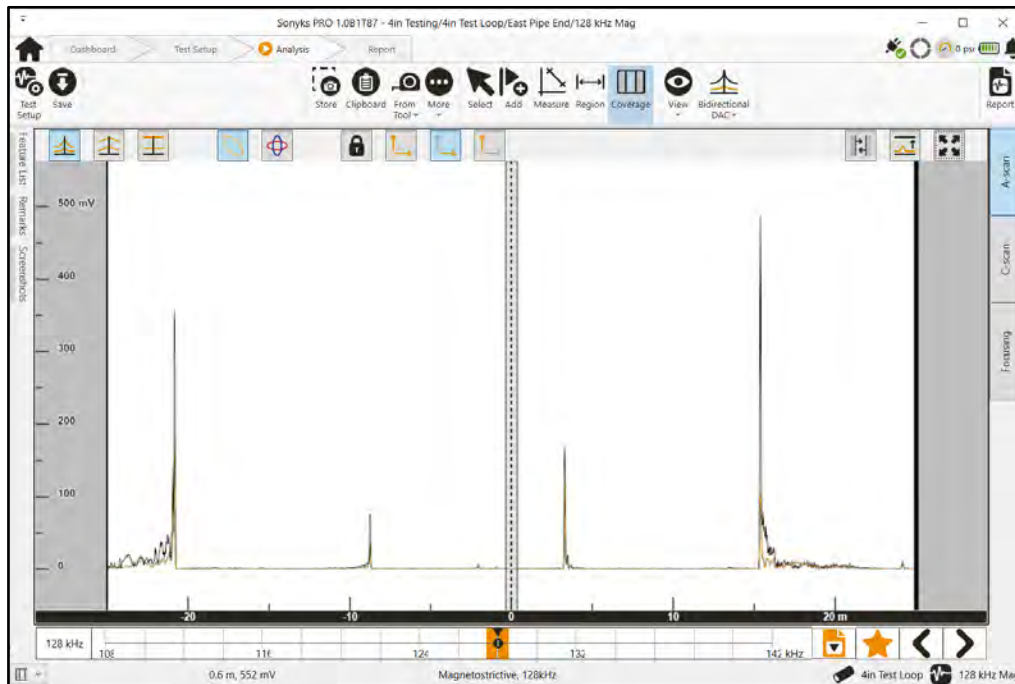 Sonyks PRO 1.0B1T87 - 4in Testing/4in Test Loop/East Pipe End/128 kHz Mag
Dashboard
Test Setup
Analysis
Report
0 psi
Test Setup
Save
Store
Clipboard
From Tool
More
Select
Add
Measure
Region
Coverage
View
Bidirectional DAC
Report
Feature List
Remarks
Screenshots
A-scan
C-scan
Focusing
500 mV
400
300
200
100
0
-20
-10
0
10
20 m
128 kHz
116
124
132
142 kHz
0.6 m, 552 mV
Magnetostrictive, 128kHz
4in Test Loop
128 kHz Mag